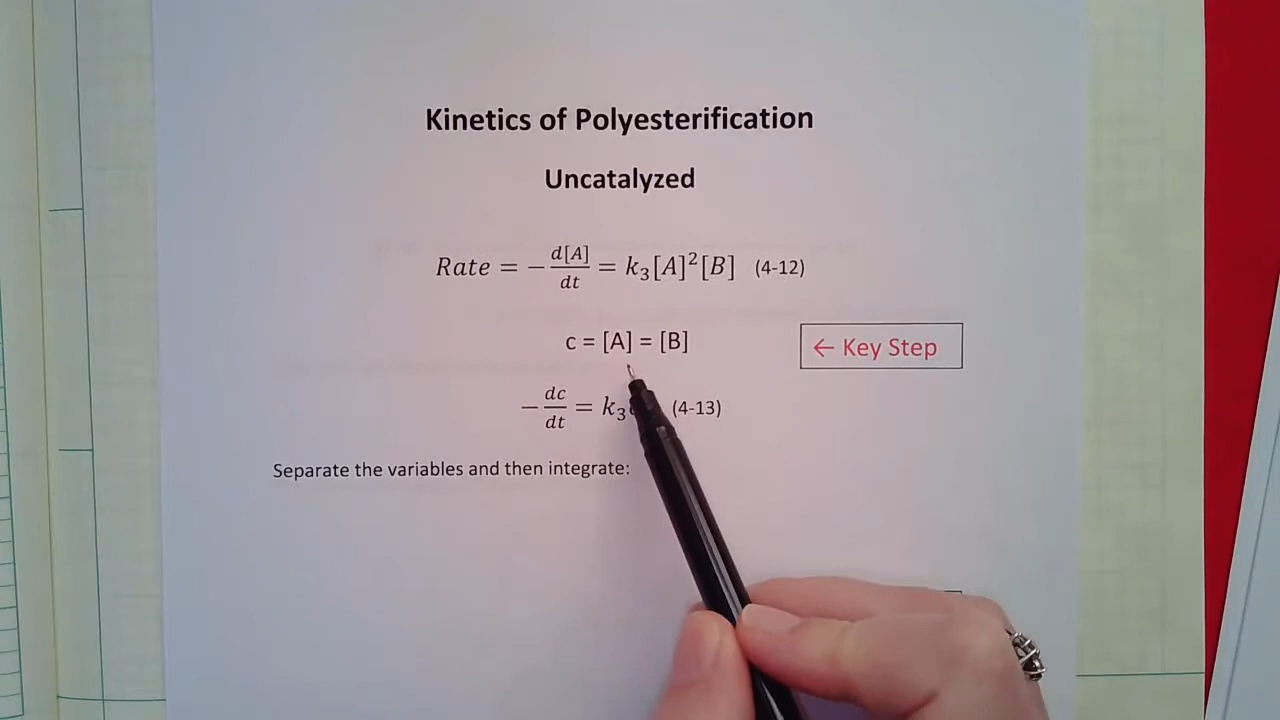 Kinetics of Polyesterification
Uncatalyzed
Rate = − d[A]/dt = k₃[A]²[B] (4-12)
c = [A] = [B]
← Key Step
− dc/dt = k₃ (4-13)
Separate the variables and then integrate: